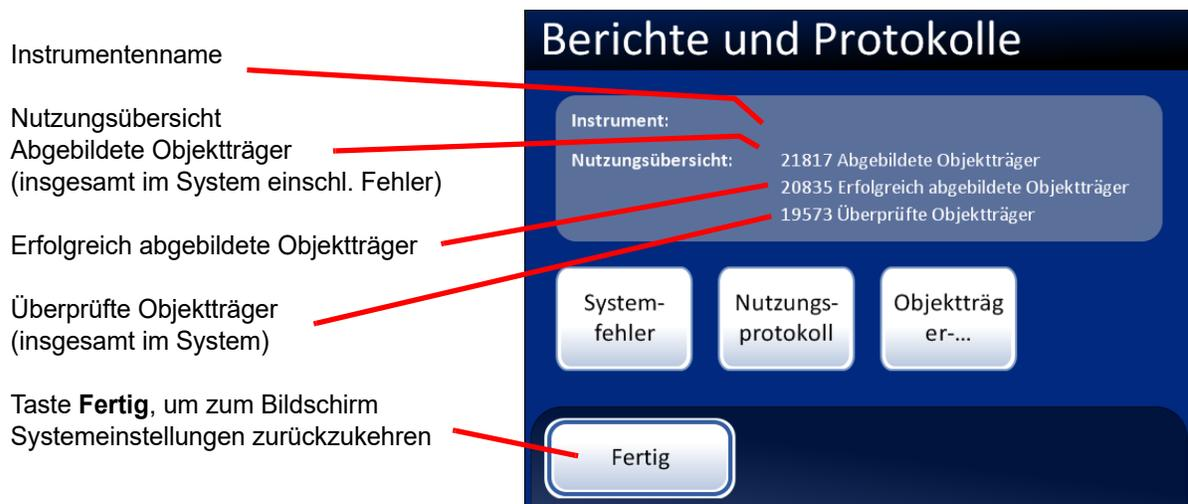 Instrumentenname
Nutzungsübersicht
Abgebildete Objektträger
(insgesamt im System einschl. Fehler)
Erfolgreich abgebildete Objektträger
Überprüfte Objektträger
(insgesamt im System)
Taste Fertig, um zum Bildschirm
Systemeinstellungen zurückzukehren
Berichte und Protokolle
Instrument:
Nutzungsübersicht: 21817 Abgebildete Objektträger
20835 Erfolgreich abgebildete Objektträger
19573 Überprüfte Objektträger
System-
fehler
Nutzungs-
protokoll
Objektträg
er-...
Fertig